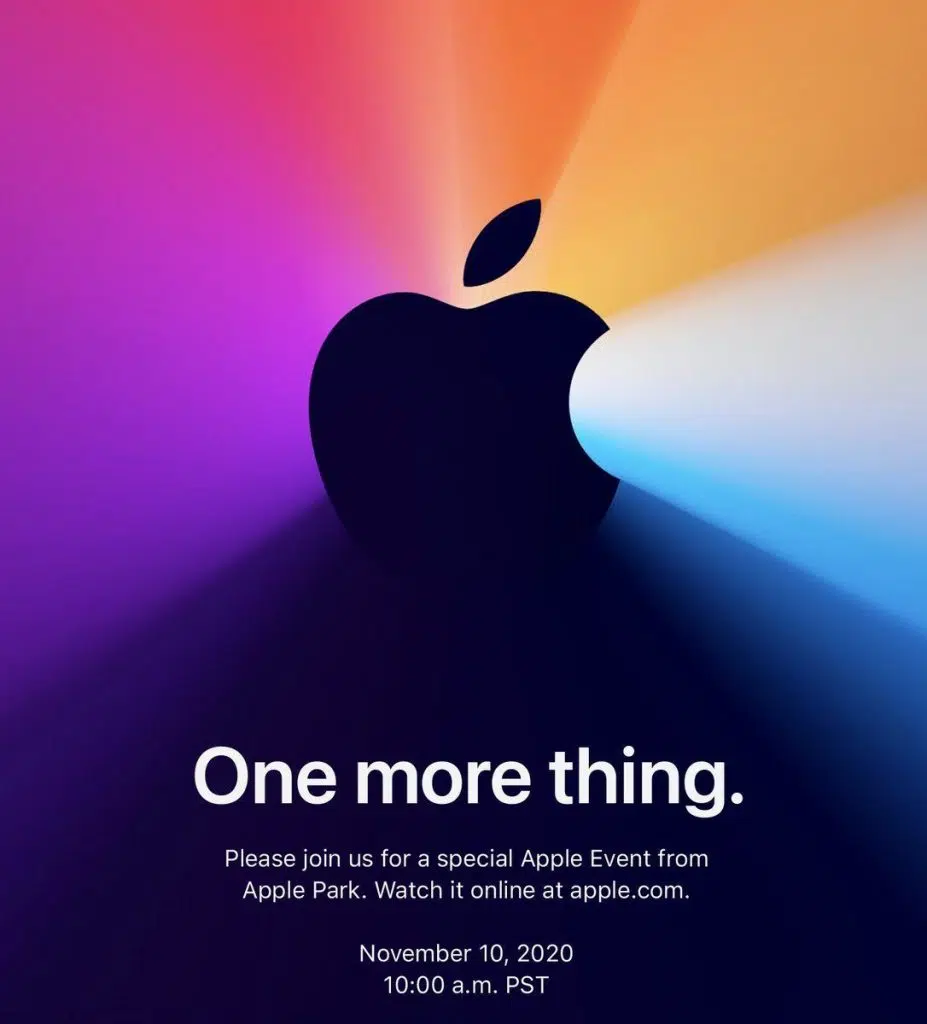 One more thing.
Please join us for a special Apple Event from
Apple Park. Watch it online at apple.com.
November 10, 2020
10:00 a.m. PST